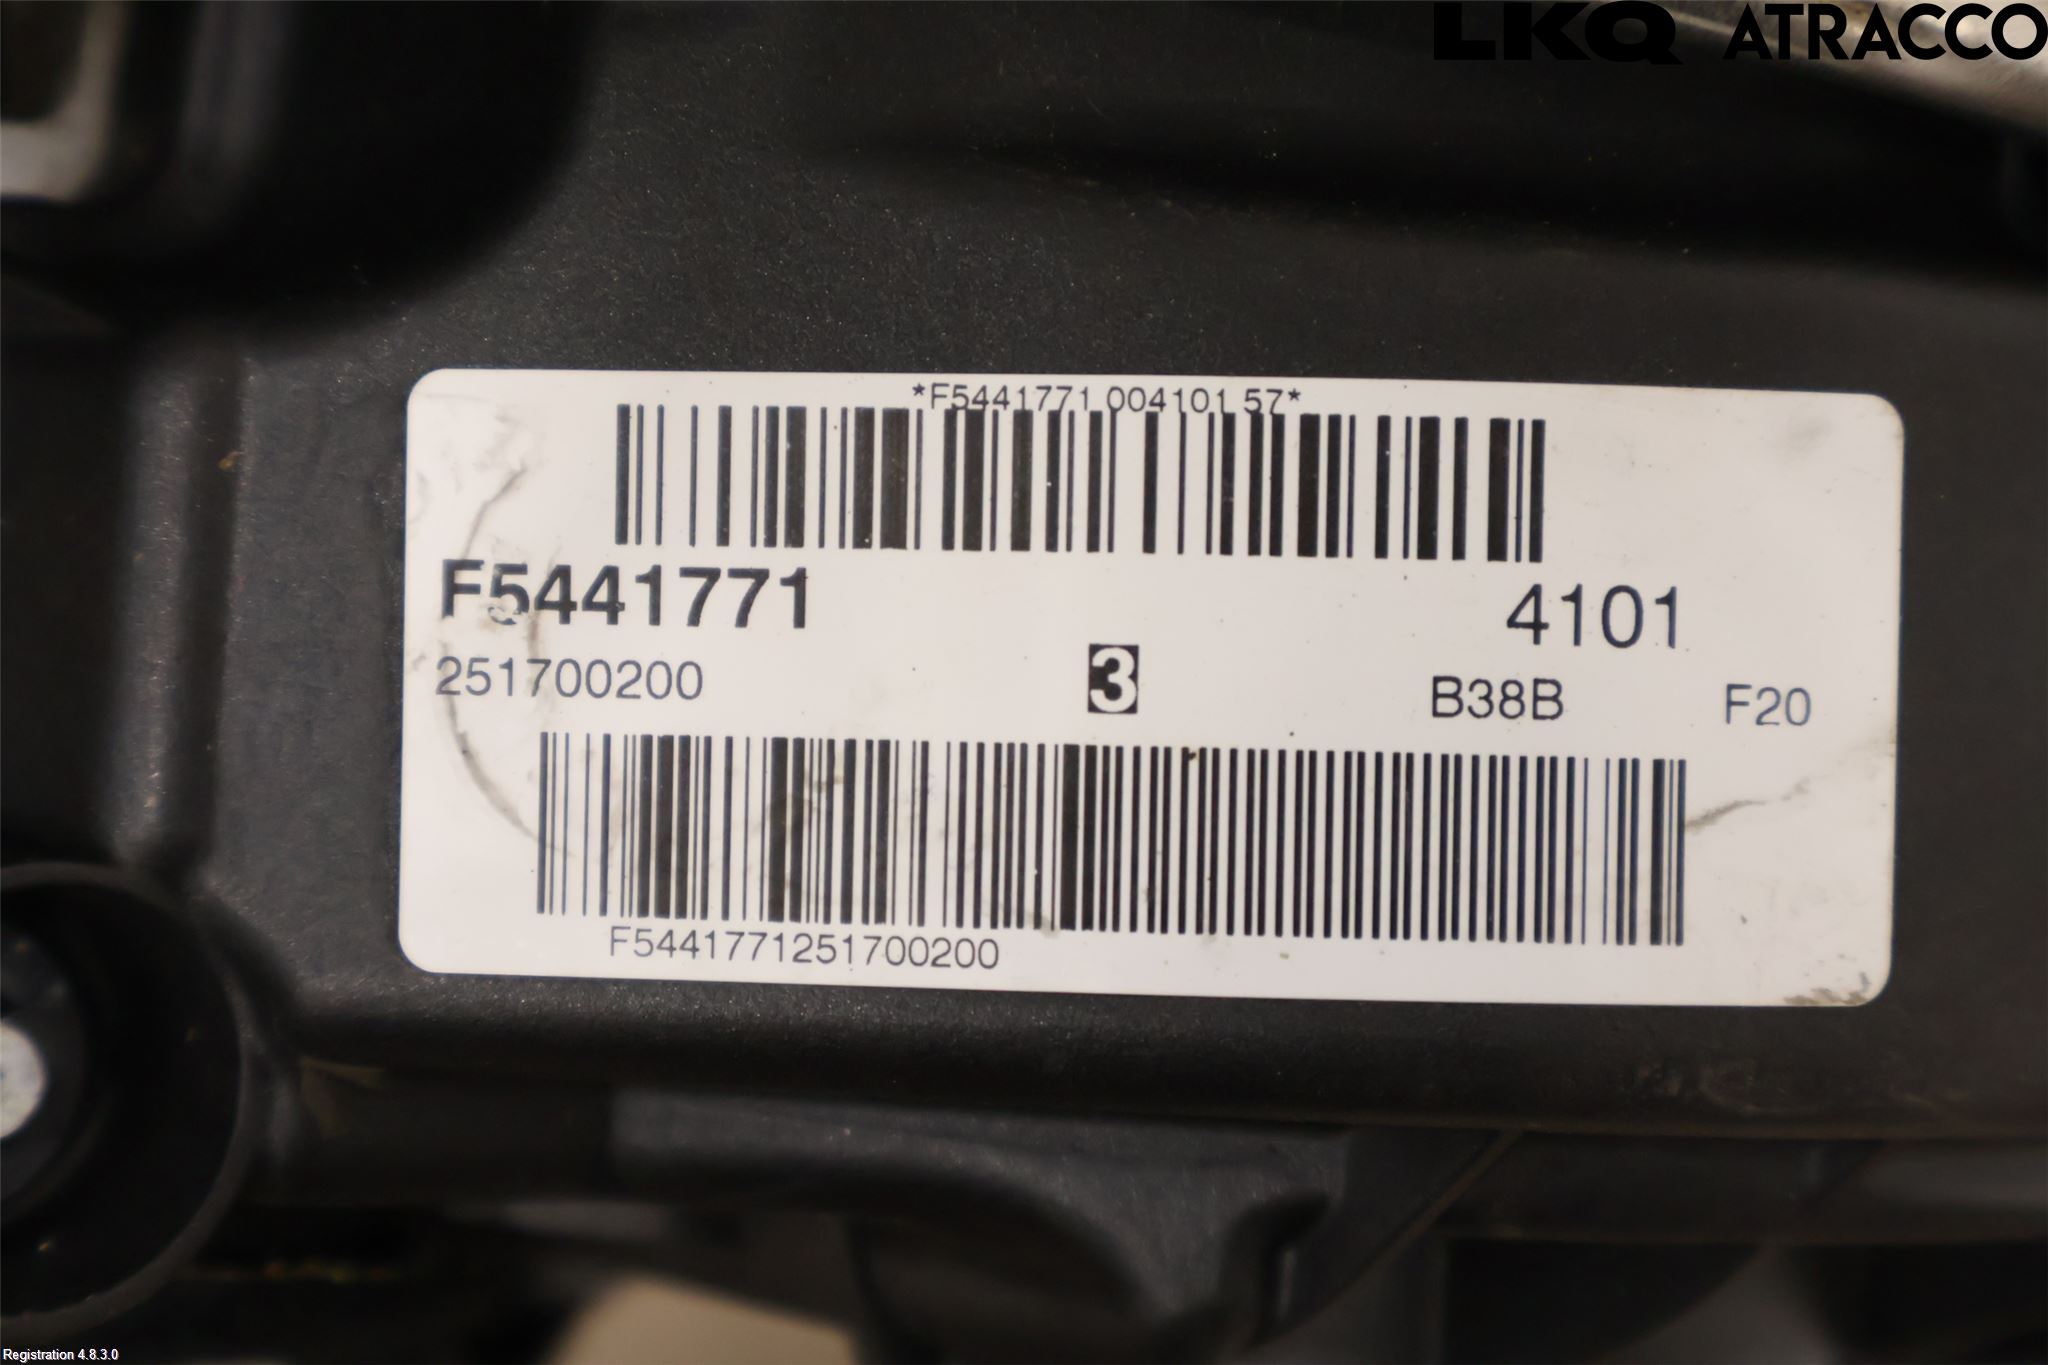 LKQ ATRACCO
*F5441771 004101 57*
F5441771 4101
251700200 3 B38B F20
F5441771251700200
Registration 4.8.3.0